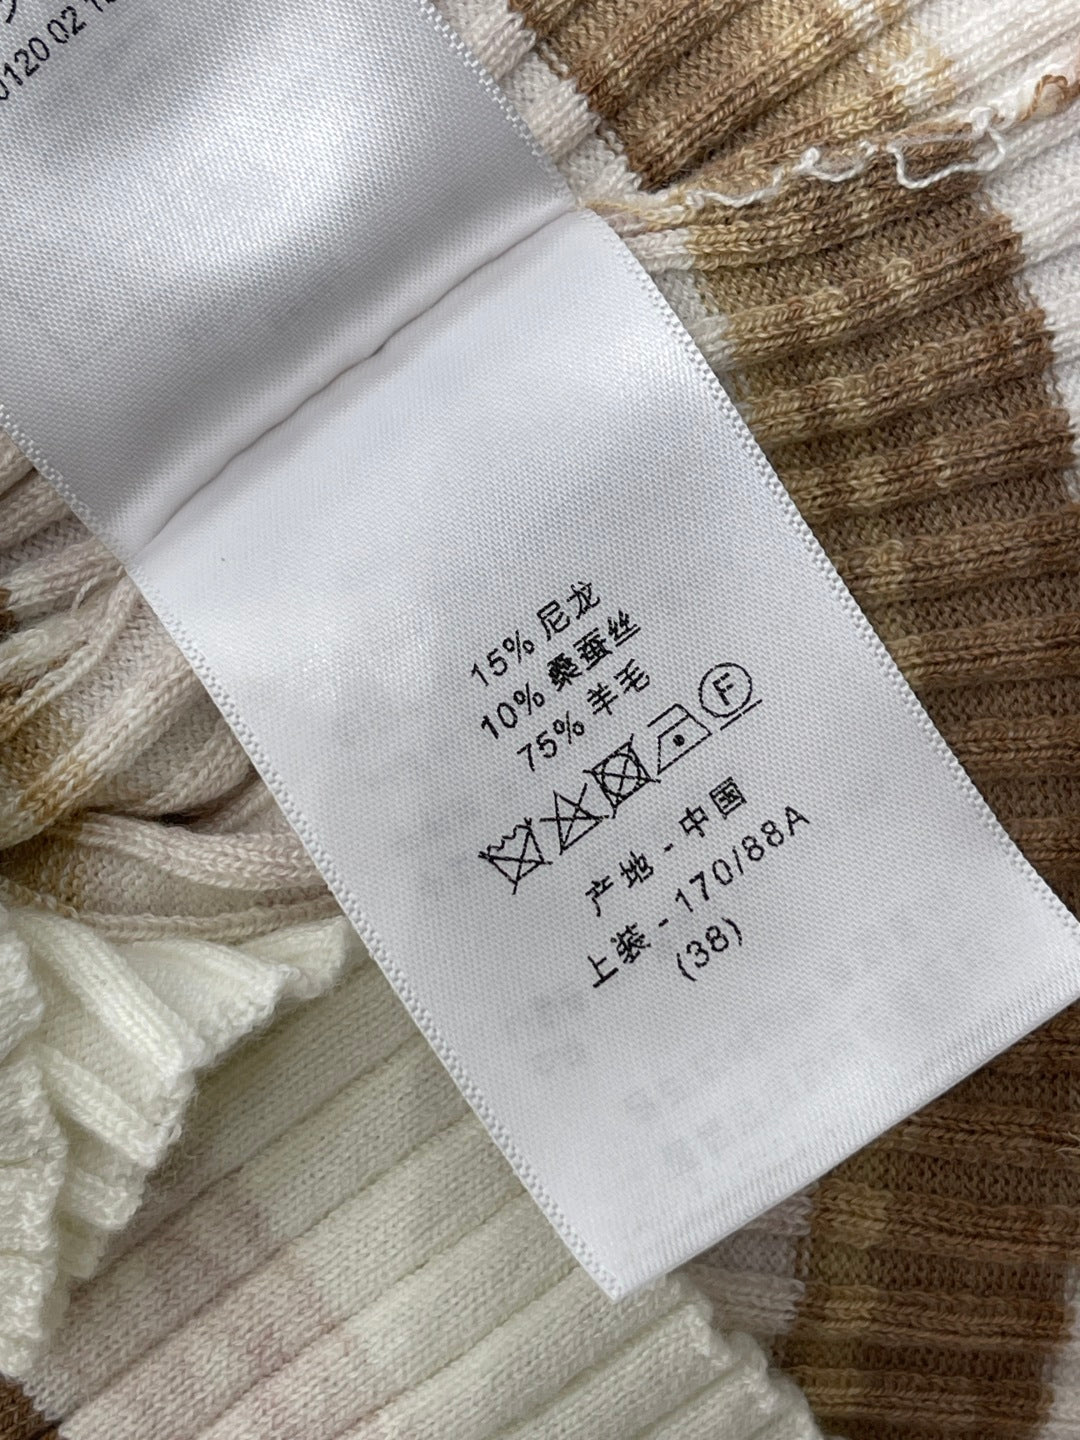 15% 尼龙
10% 桑蚕丝
75% 羊毛
F
产地 - 中国
上装 - 170/88A
(38)